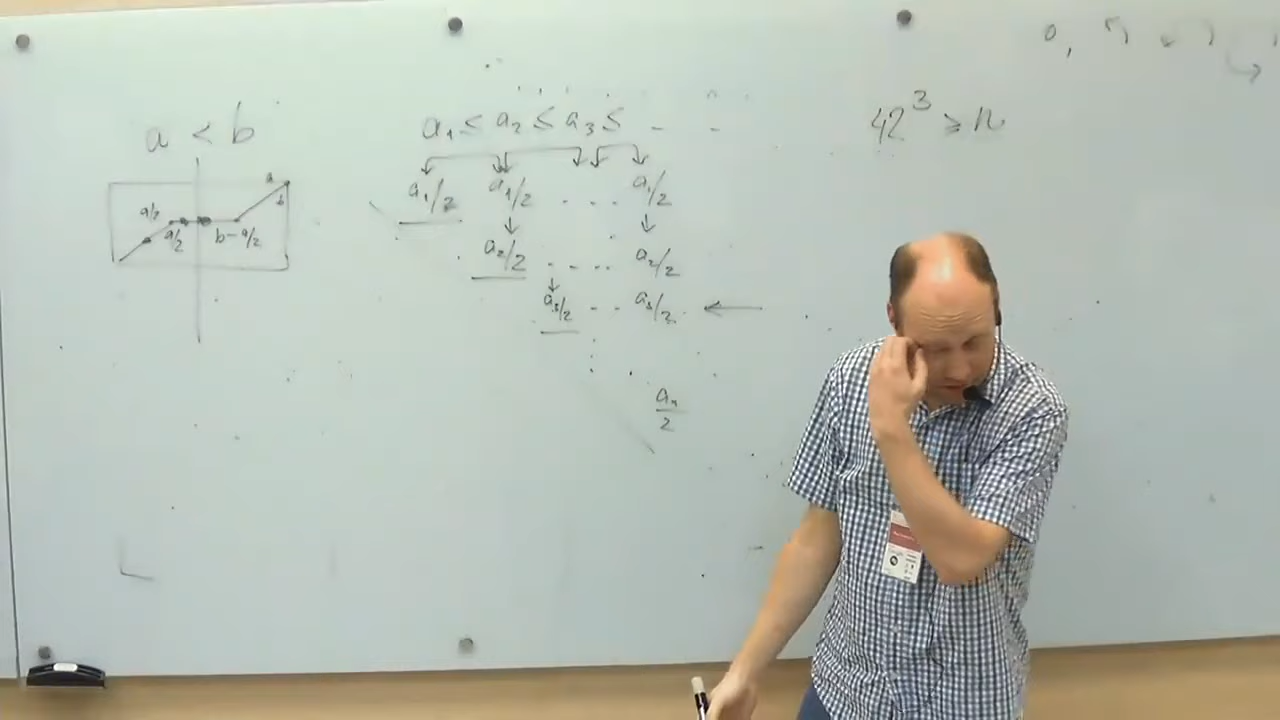 a < b
a
b
a/2
a/2
b-a/2
a₁ ≤ a₂ ≤ a₃ ≤ - -
a₁/2 a₁/2 . . . a₁/2
a₂/2 . . . . a₂/2
a₃/2 . . a₃/2
aₙ/2
42³ ≥ n